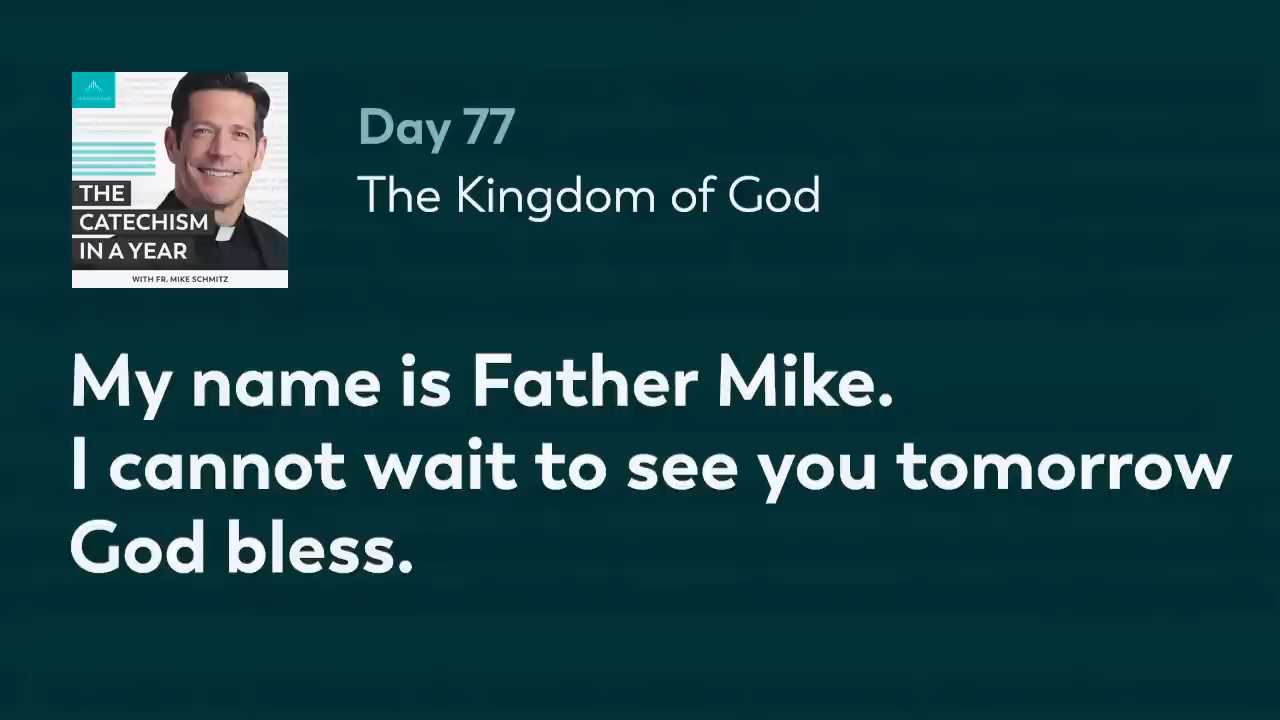 Day 77
The Kingdom of God
THE
CATECHISM
IN A YEAR
WITH FR. MIKE SCHMITZ
My name is Father Mike.
I cannot wait to see you tomorrow
God bless.